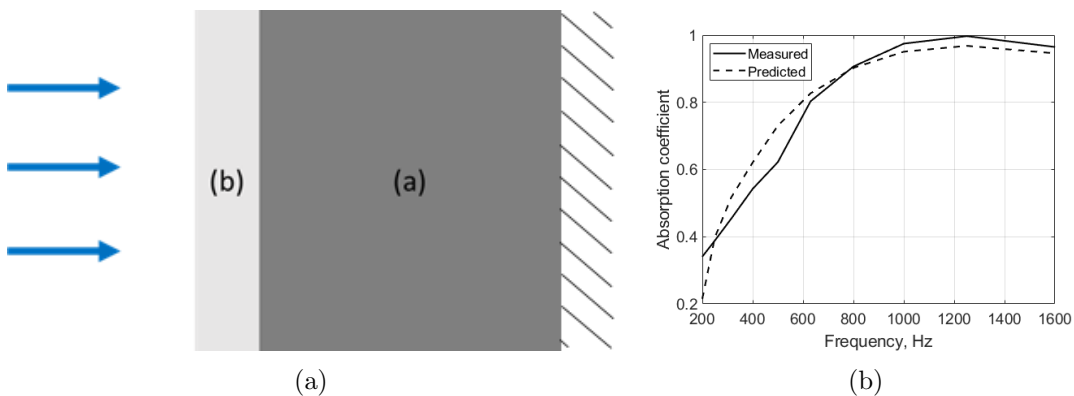 (b)
(a)
Measured
Predicted
Absorption coefficient
1
0.8
0.6
0.4
0.2
200 400 600 800 1000 1200 1400 1600
Frequency, Hz
(a)
(b)